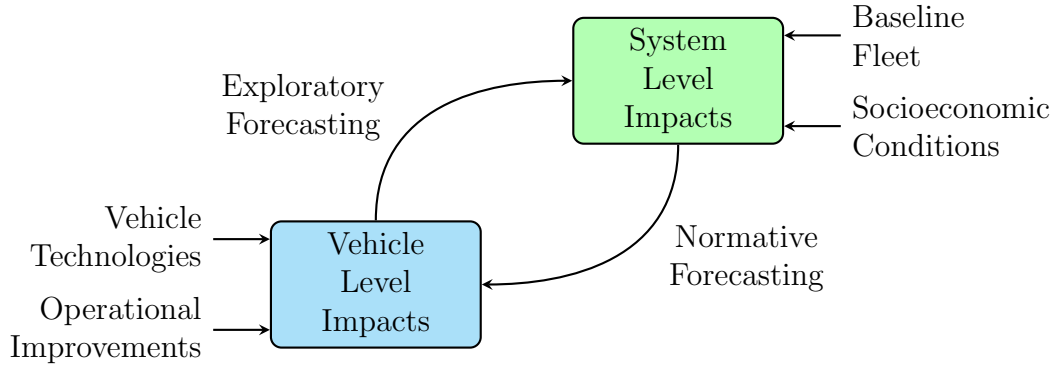 System
Level
Impacts
Baseline
Fleet
Socioeconomic
Conditions
Exploratory
Forecasting
Normative
Forecasting
Vehicle
Technologies
Operational
Improvements
Vehicle
Level
Impacts